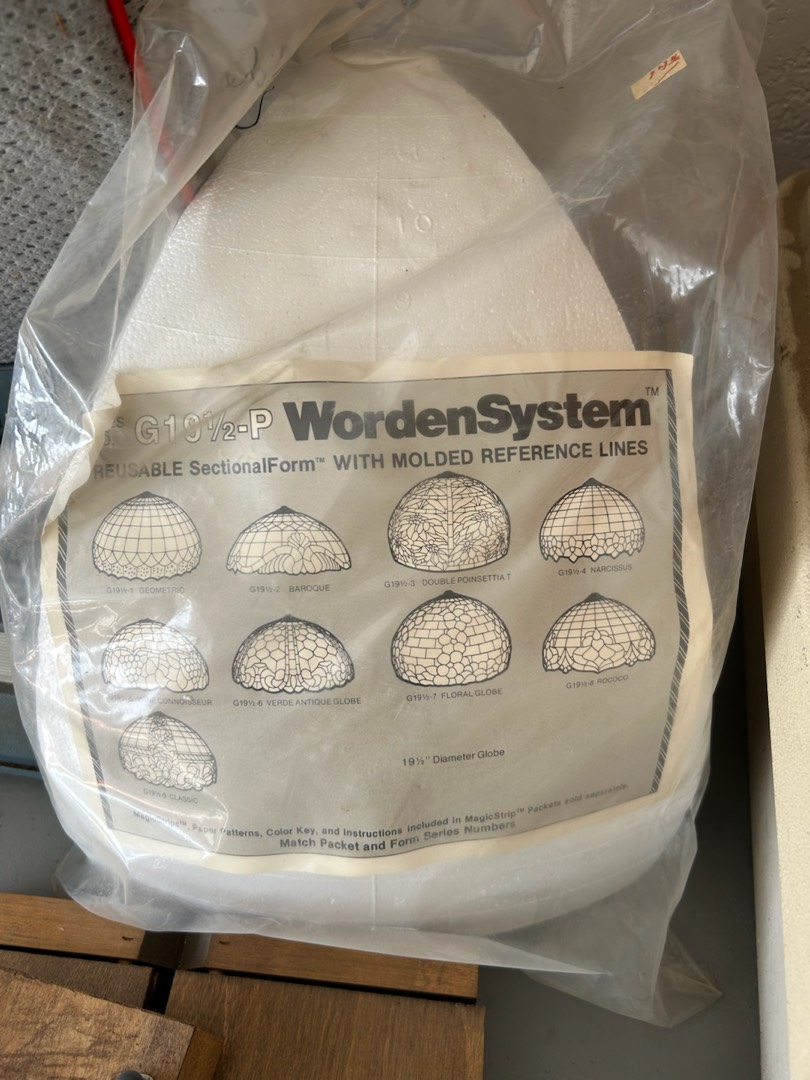 10
9
G19½-P WordenSystem™
REUSABLE SectionalForm™ WITH MOLDED REFERENCE LINES
G19½-1 GEOMETRIC
G19½-2 BAROQUE
G19½-3 DOUBLE POINSETTIA T
G19½-4 NARCISSUS
CONNOISSEUR
G19½-6 VERDE ANTIQUE GLOBE
G19½-7 FLORAL GLOBE
G19½-8 ROCOCO
CLASSIC
19½" Diameter Globe
MagicStrips™, Paper Patterns, Color Key, and Instructions included in MagicStrip™ Packets sold separately.
Match Packet and Form Series Numbers